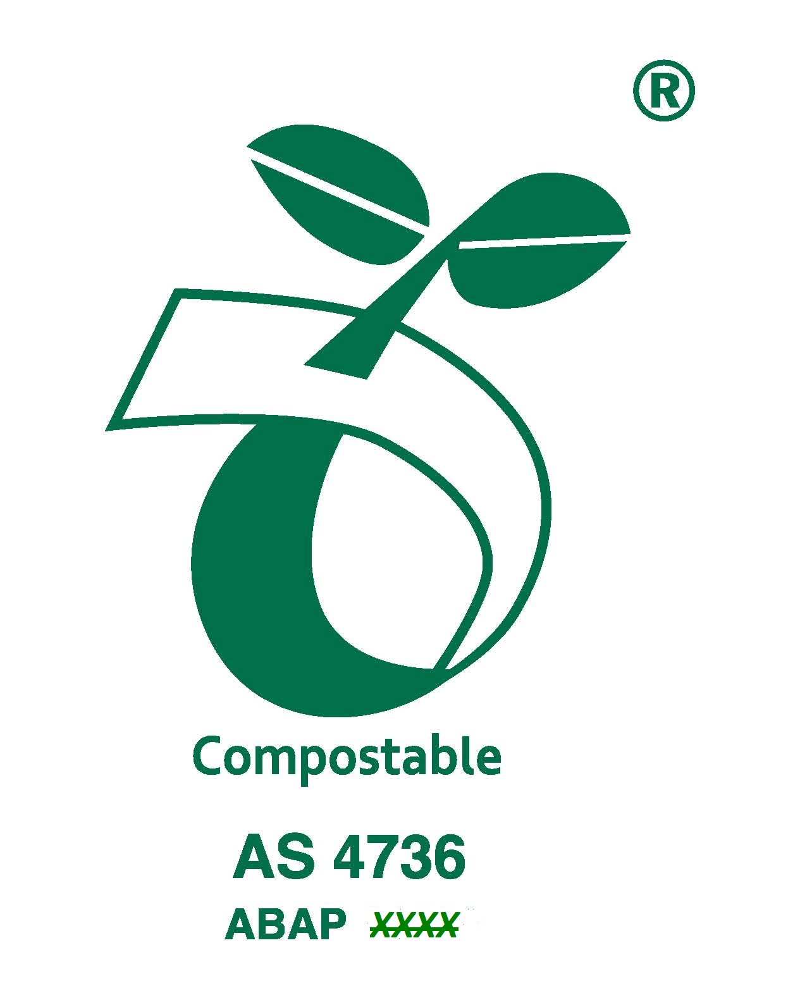 ®
Compostable
AS 4736
ABAP XXXX